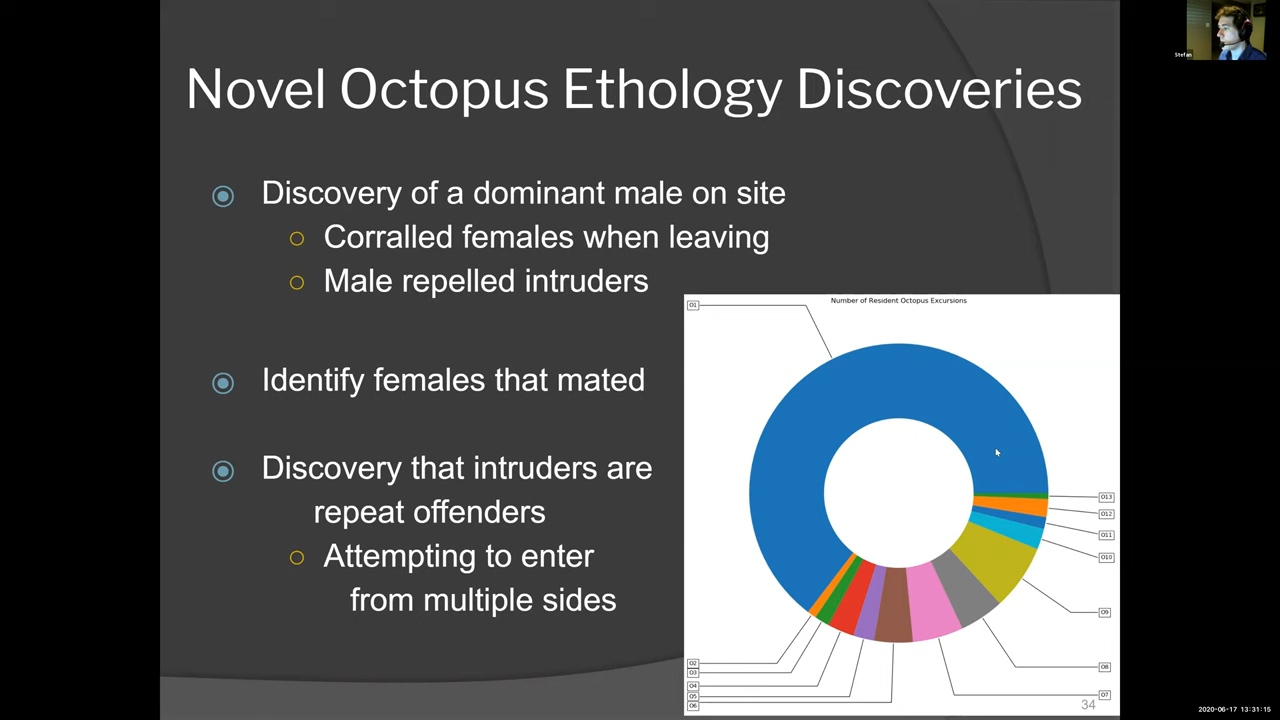 Novel Octopus Ethology Discoveries
Stefan
Discovery of a dominant male on site
Corralled females when leaving
Male repelled intruders
Identify females that mated
Discovery that intruders are
repeat offenders
Attempting to enter
from multiple sides
Number of Resident Octopus Excursions
O1
O13
O12
O11
O10
O9
O8
O7
O2
O3
O4
O5
O6
34
2020-06-17 13:31:15